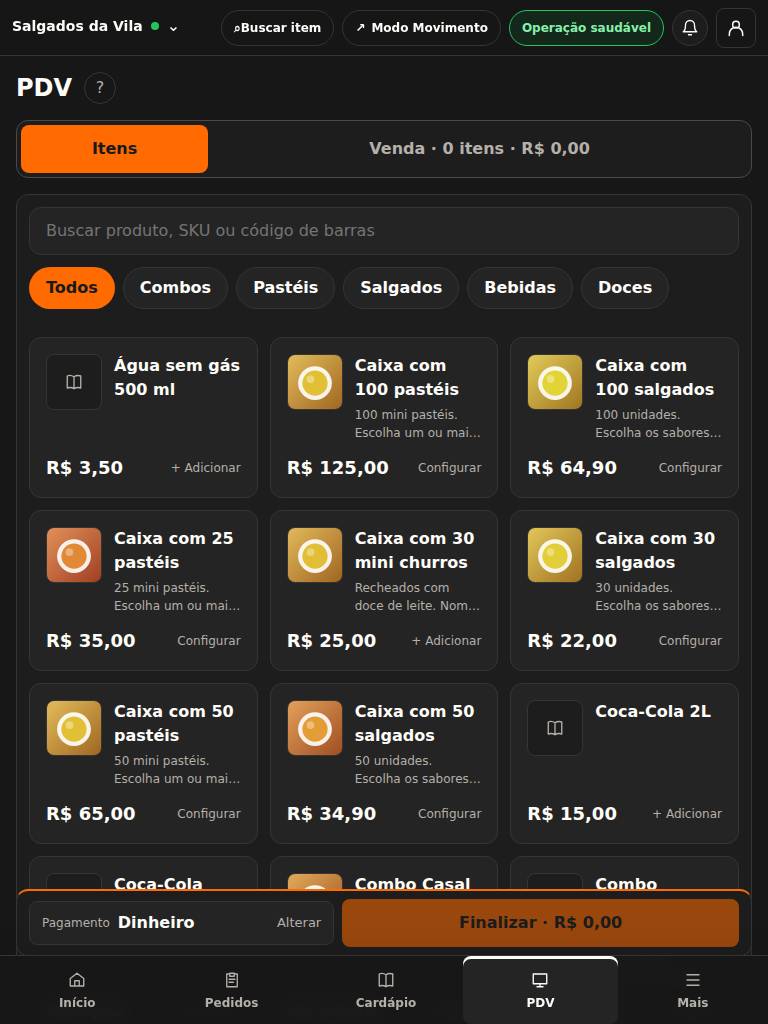 Salgados da Vila
Buscar item
↗ Modo Movimento
Operação saudável
PDV
?
Itens
Venda · 0 itens · R$ 0,00
Buscar produto, SKU ou código de barras
Todos
Combos
Pastéis
Salgados
Bebidas
Doces
Água sem gás
500 ml
R$ 3,50
+ Adicionar
Caixa com
100 pastéis
100 mini pastéis.
Escolha um ou mai…
R$ 125,00
Configurar
Caixa com
100 salgados
100 unidades.
Escolha os sabores…
R$ 64,90
Configurar
Caixa com 25
pastéis
25 mini pastéis.
Escolha um ou mai…
R$ 35,00
Configurar
Caixa com 30
mini churros
Recheados com
doce de leite. Nom…
R$ 25,00
+ Adicionar
Caixa com 30
salgados
30 unidades.
Escolha os sabores…
R$ 22,00
Configurar
Caixa com 50
pastéis
50 mini pastéis.
Escolha um ou mai…
R$ 65,00
Configurar
Caixa com 50
salgados
50 unidades.
Escolha os sabores…
R$ 34,90
Configurar
Coca-Cola 2L
R$ 15,00
+ Adicionar
Coca-Cola
Combo Casal
Combo
Pagamento Dinheiro
Alterar
Finalizar · R$ 0,00
Início
Pedidos
Cardápio
PDV
Mais